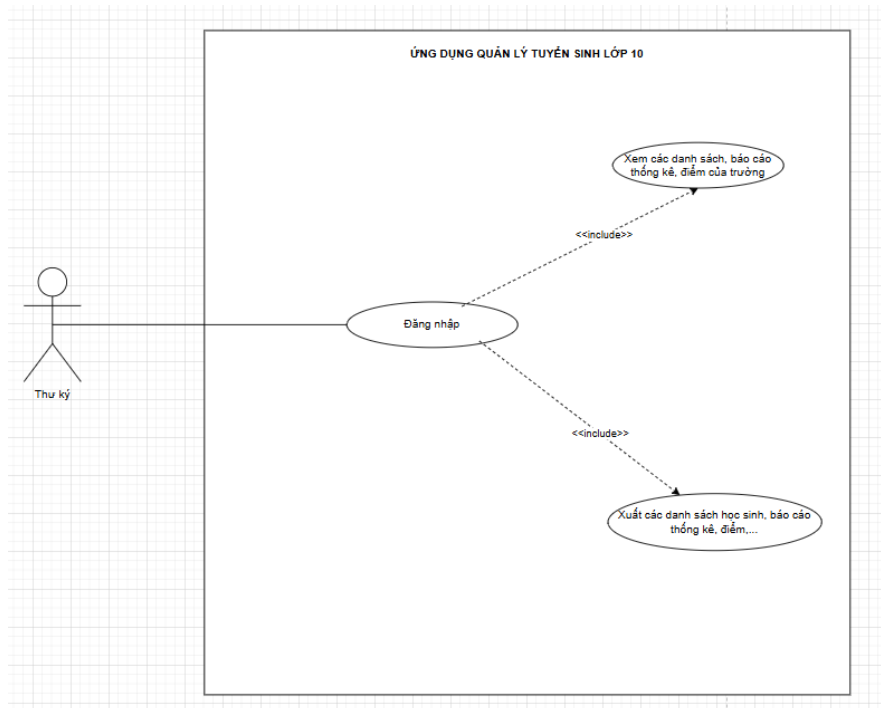 ỨNG DỤNG QUẢN LÝ TUYỂN SINH LỚP 10
Xem các danh sách, báo cáo
thống kê, điểm của trường
<<include>>
Đăng nhập
Thư ký
<<include>>
Xuất các danh sách học sinh, báo cáo
thống kê, điểm,...